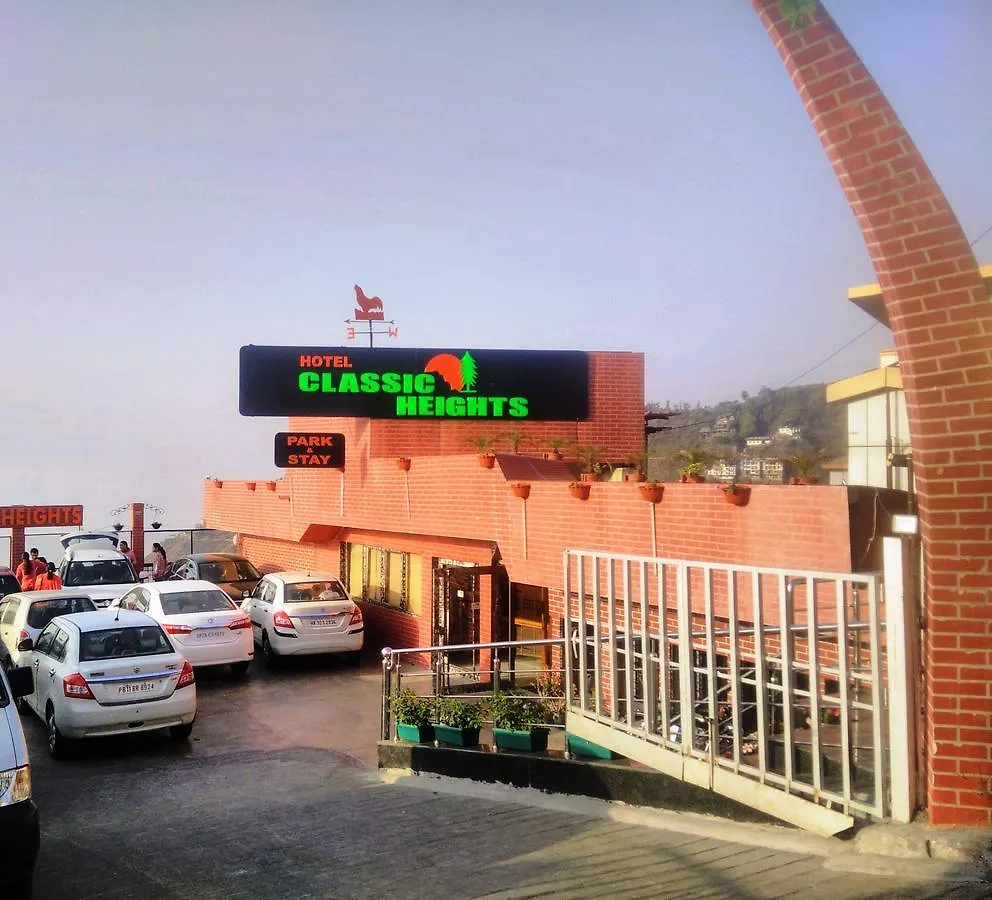 E W
HOTEL
CLASSIC
HEIGHTS
PARK
&
STAY
HEIGHTS